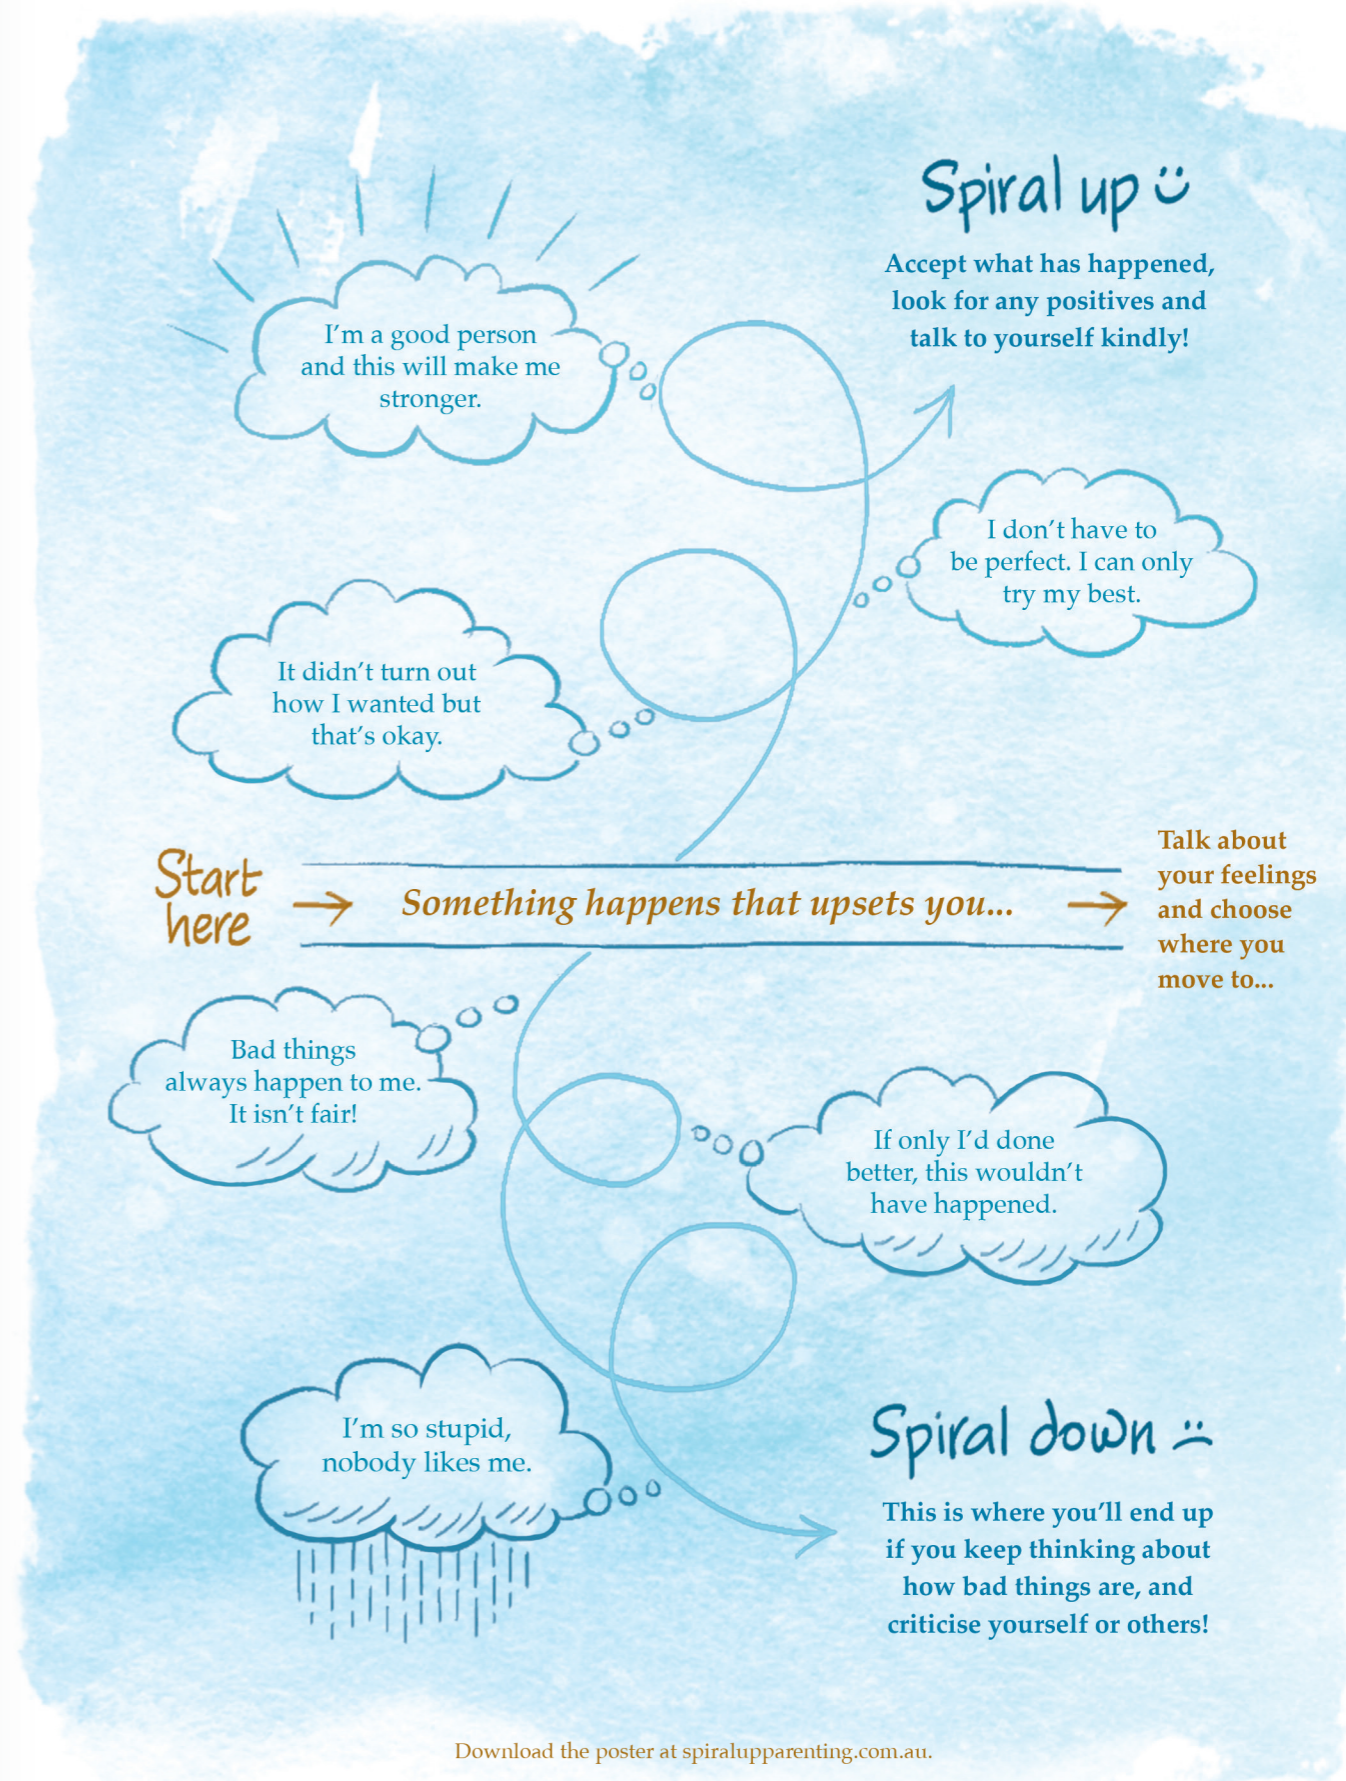 Spiral up
Accept what has happened,
look for any positives and
talk to yourself kindly!
I'm a good person
and this will make me
stronger.
I don't have to
be perfect. I can only
try my best.
It didn't turn out
how I wanted but
that's okay.
Start
here
Something happens that upsets you...
Talk about
your feelings
and choose
where you
move to...
Bad things
always happen to me.
It isn't fair!
If only I'd done
better, this wouldn't
have happened.
I'm so stupid,
nobody likes me.
Spiral down
This is where you'll end up
if you keep thinking about
how bad things are, and
criticise yourself or others!
Download the poster at spiralupparenting.com.au.